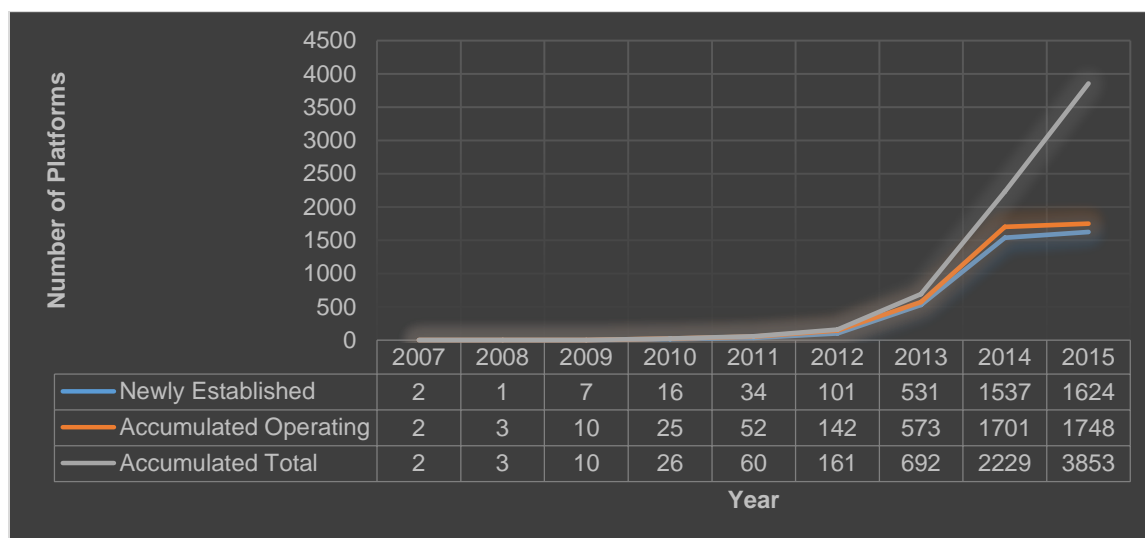 Number of Platforms
4500
4000
3500
3000
2500
2000
1500
1000
500
0
2007 2008 2009 2010 2011 2012 2013 2014 2015
Newly Established 2 1 7 16 34 101 531 1537 1624
Accumulated Operating 2 3 10 25 52 142 573 1701 1748
Accumulated Total 2 3 10 26 60 161 692 2229 3853
Year